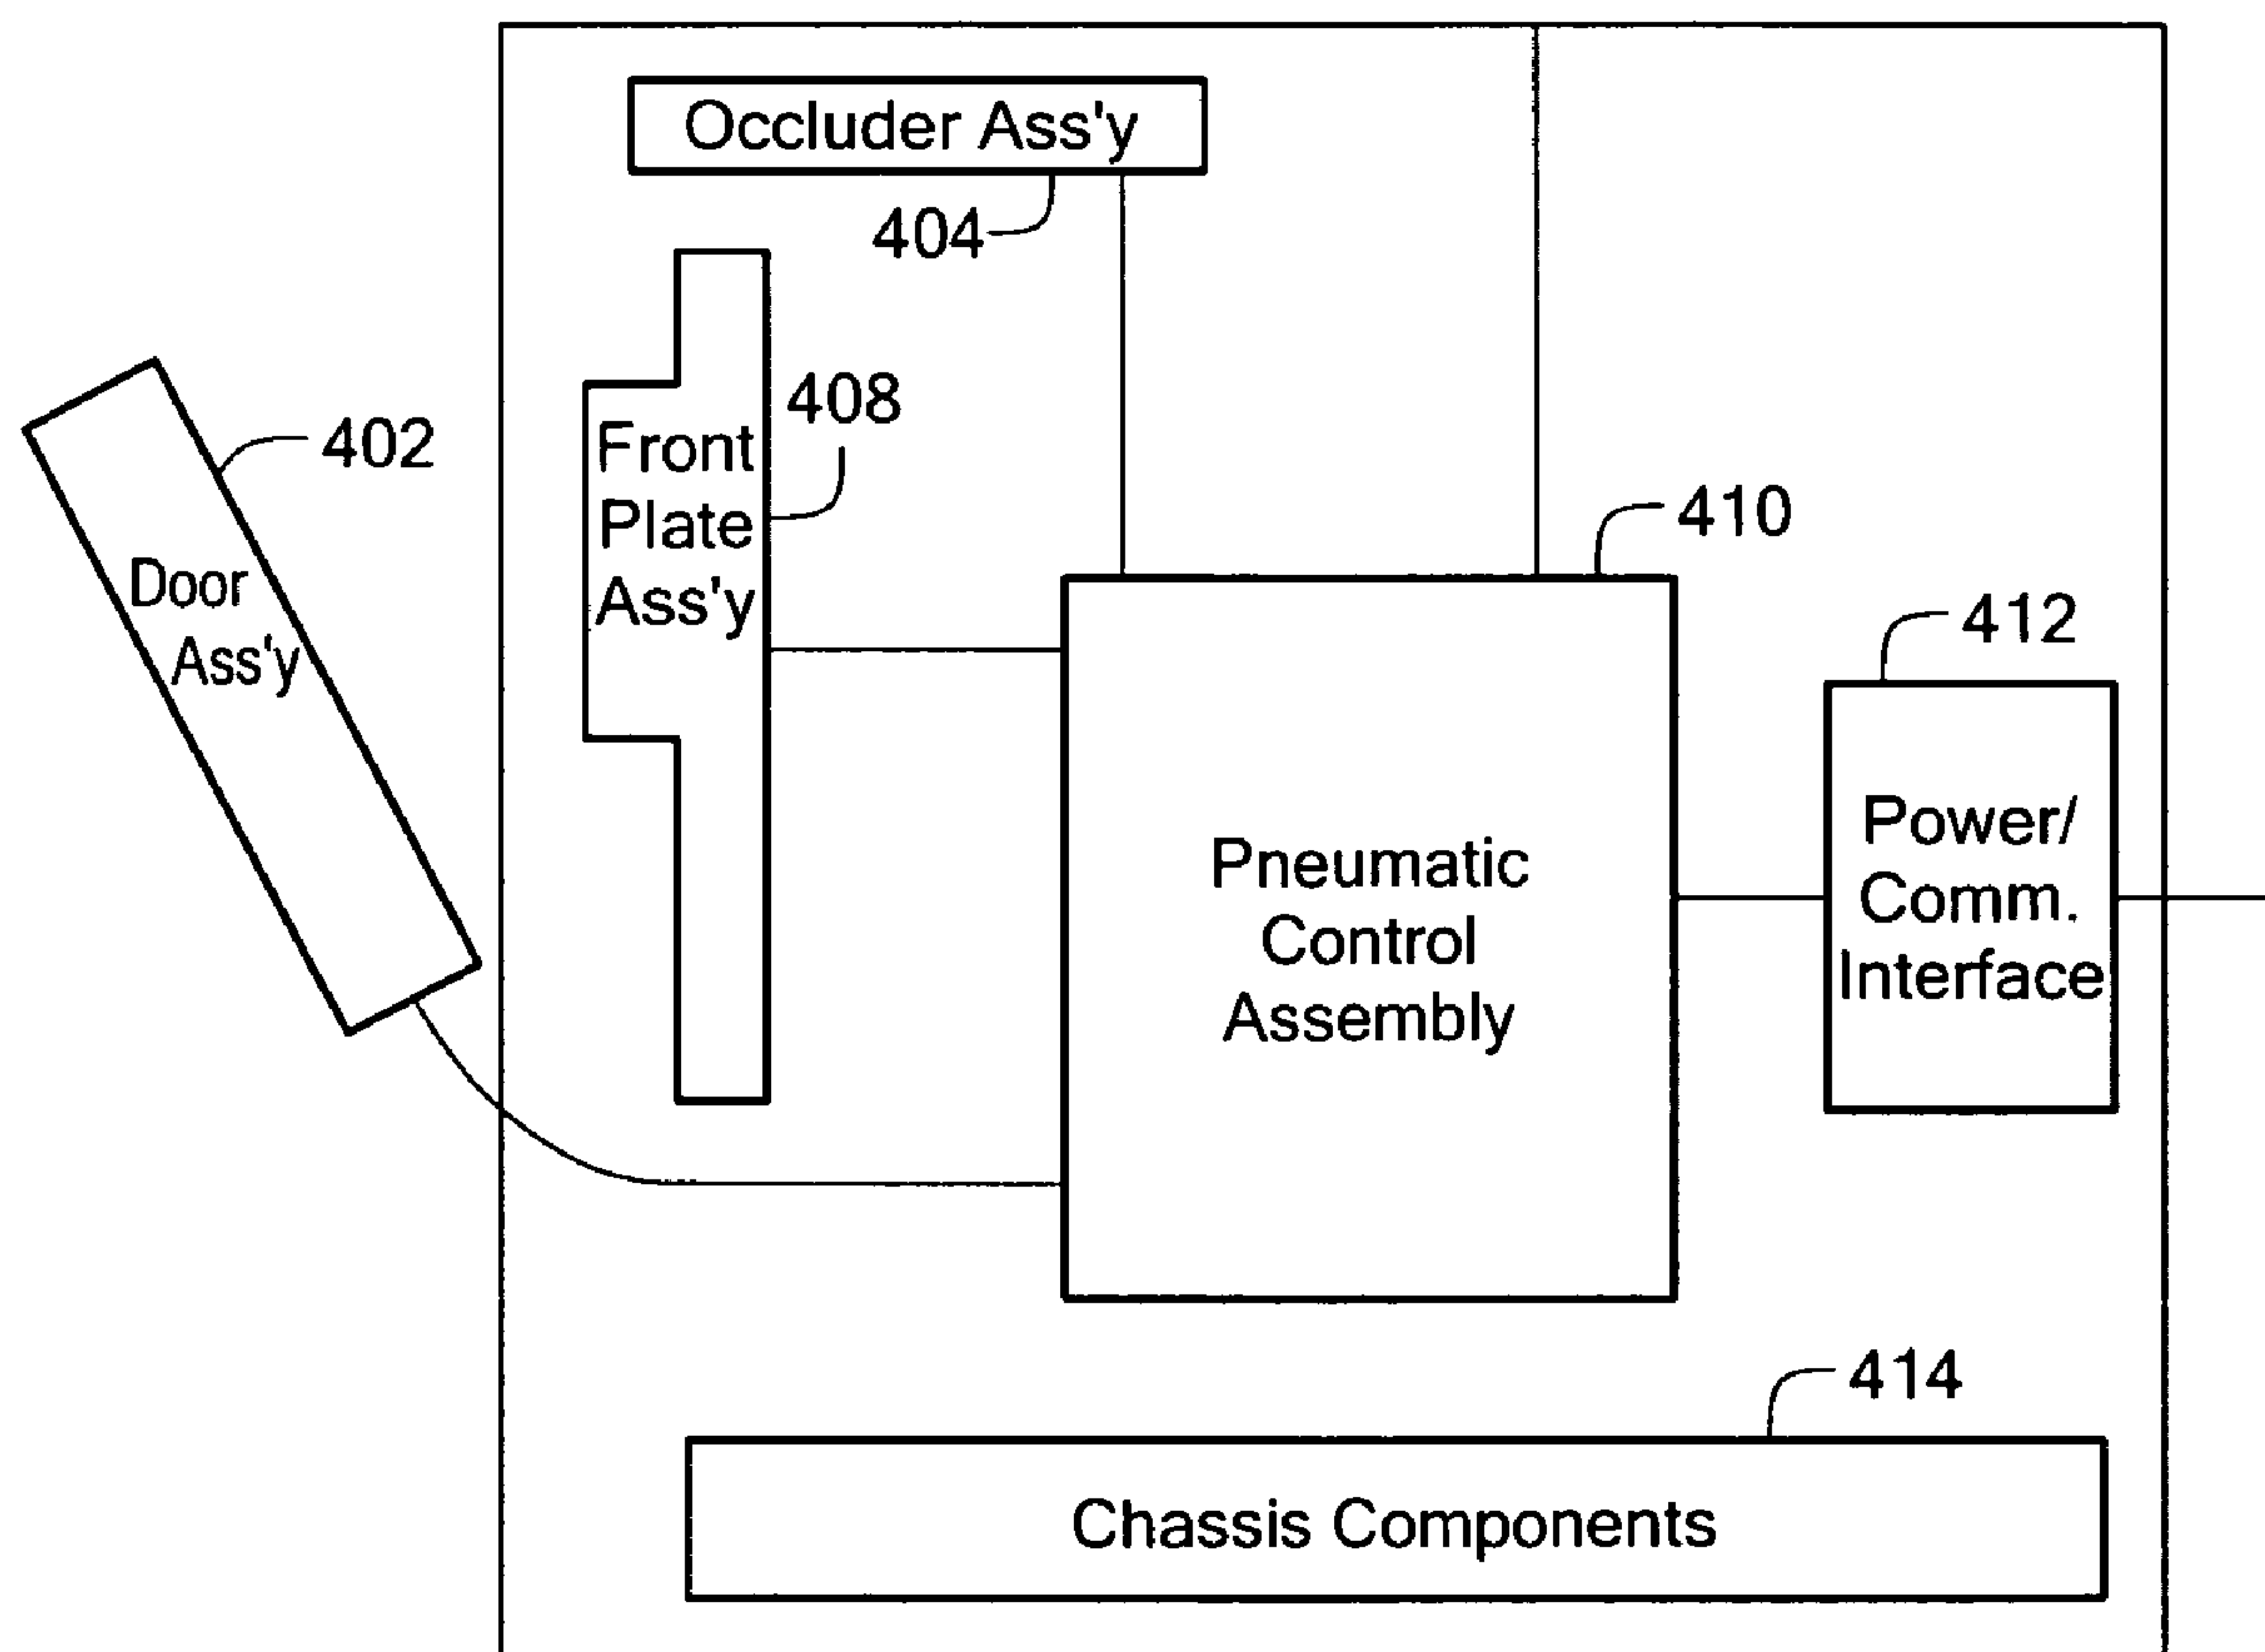 Occluder Ass'y
404
408
Front
Plate
Ass'y
402
Door
Ass'y
410
412
Pneumatic
Control
Assembly
Power/
Comm.
Interface
414
Chassis Components